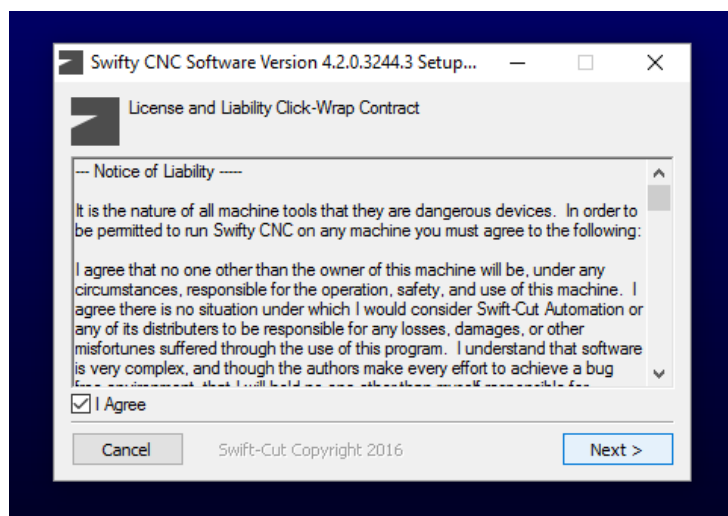 Swifty CNC Software Version 4.2.0.3244.3 Setup...
License and Liability Click-Wrap Contract
--- Notice of Liability -----
It is the nature of all machine tools that they are dangerous devices.  In order to
be permitted to run Swifty CNC on any machine you must agree to the following:
I agree that no one other than the owner of this machine will be, under any
circumstances, responsible for the operation, safety, and use of this machine.  I
agree there is no situation under which I would consider Swift-Cut Automation or
any of its distributers to be responsible for any losses, damages, or other
misfortunes suffered through the use of this program.  I understand that software
is very complex, and though the authors make every effort to achieve a bug
I Agree
Cancel
Swift-Cut Copyright 2016
Next >